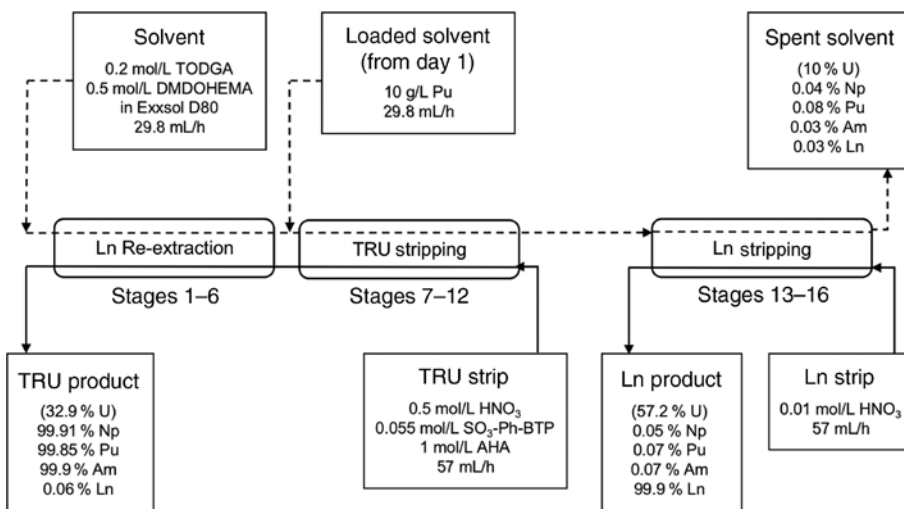 Solvent
0.2 mol/L TODGA
0.5 mol/L DMDOHEMA
in Exxsol D80
29.8 mL/h
Loaded solvent
(from day 1)
10 g/L Pu
29.8 mL/h
Spent solvent
(10 % U)
0.04 % Np
0.08 % Pu
0.03 % Am
0.03 % Ln
Ln Re-extraction
TRU stripping
Ln stripping
Stages 1–6
Stages 7–12
Stages 13–16
TRU product
(32.9 % U)
99.91 % Np
99.85 % Pu
99.9 % Am
0.06 % Ln
TRU strip
0.5 mol/L HNO₃
0.055 mol/L SO₃-Ph-BTP
1 mol/L AHA
57 mL/h
Ln product
(57.2 % U)
0.05 % Np
0.07 % Pu
0.07 % Am
99.9 % Ln
Ln strip
0.01 mol/L HNO₃
57 mL/h